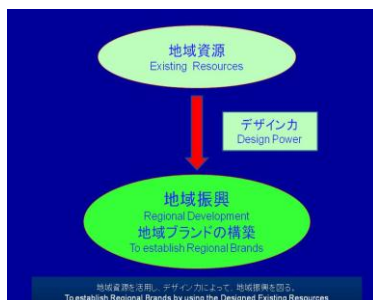 地域資源
Existing Resources
デザイン力
Design Power
地域振興
Regional Development
地域ブランドの構築
To establish Regional Brands
地域資源を活用し、デザイン力によって、地域振興を図る。
To establish Regional Brands by using the Designed Existing Resources